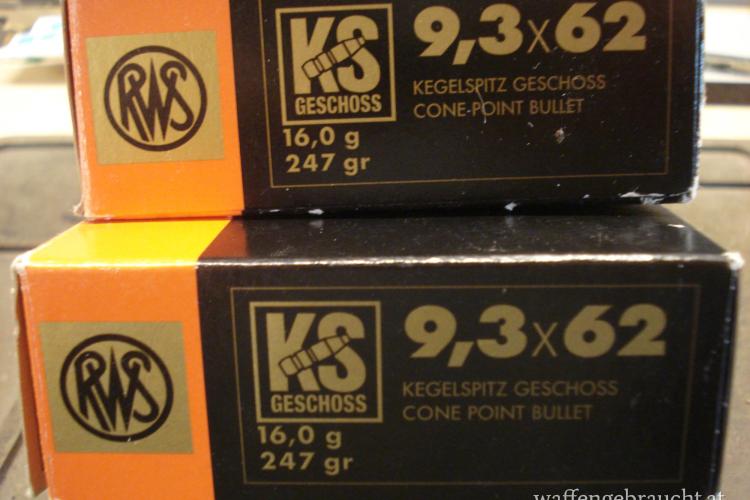 RWS
KS
GESCHOSS
9,3x62
KEGELSPITZ GESCHOSS
CONE-POINT BULLET
16,0 g
247 gr
RWS
KS
GESCHOSS
9,3x62
KEGELSPITZ GESCHOSS
CONE POINT BULLET
16,0 g
247 gr
waffengebraucht.at